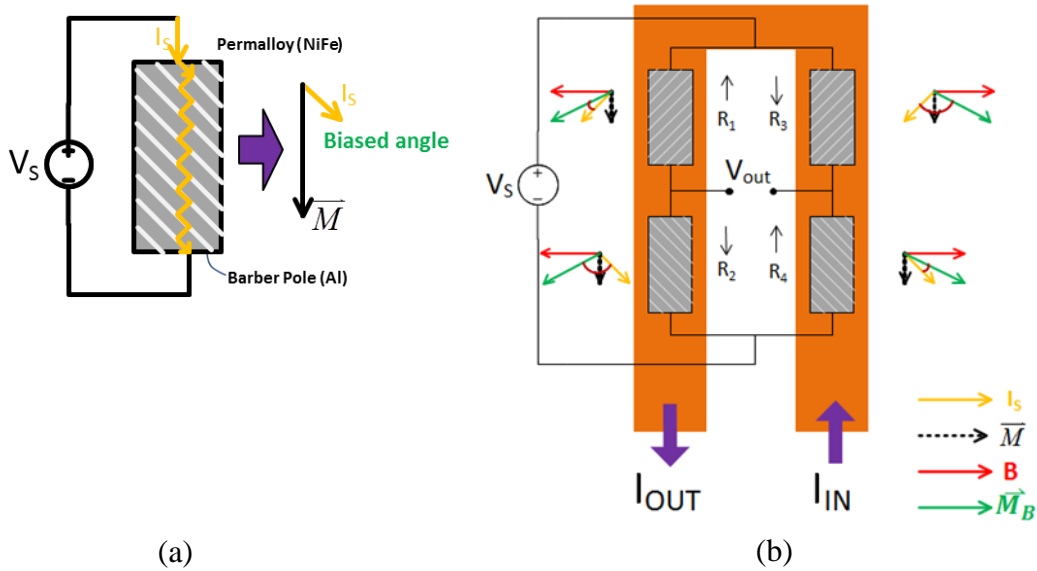 I_S
Permalloy (NiFe)
V_S
+
−
I_S
Biased angle
M
Barber Pole (Al)
(a)
V_S
+
−
R_1
R_3
V_out
R_2
R_4
I_OUT
I_IN
I_S
M
B
M_B
(b)